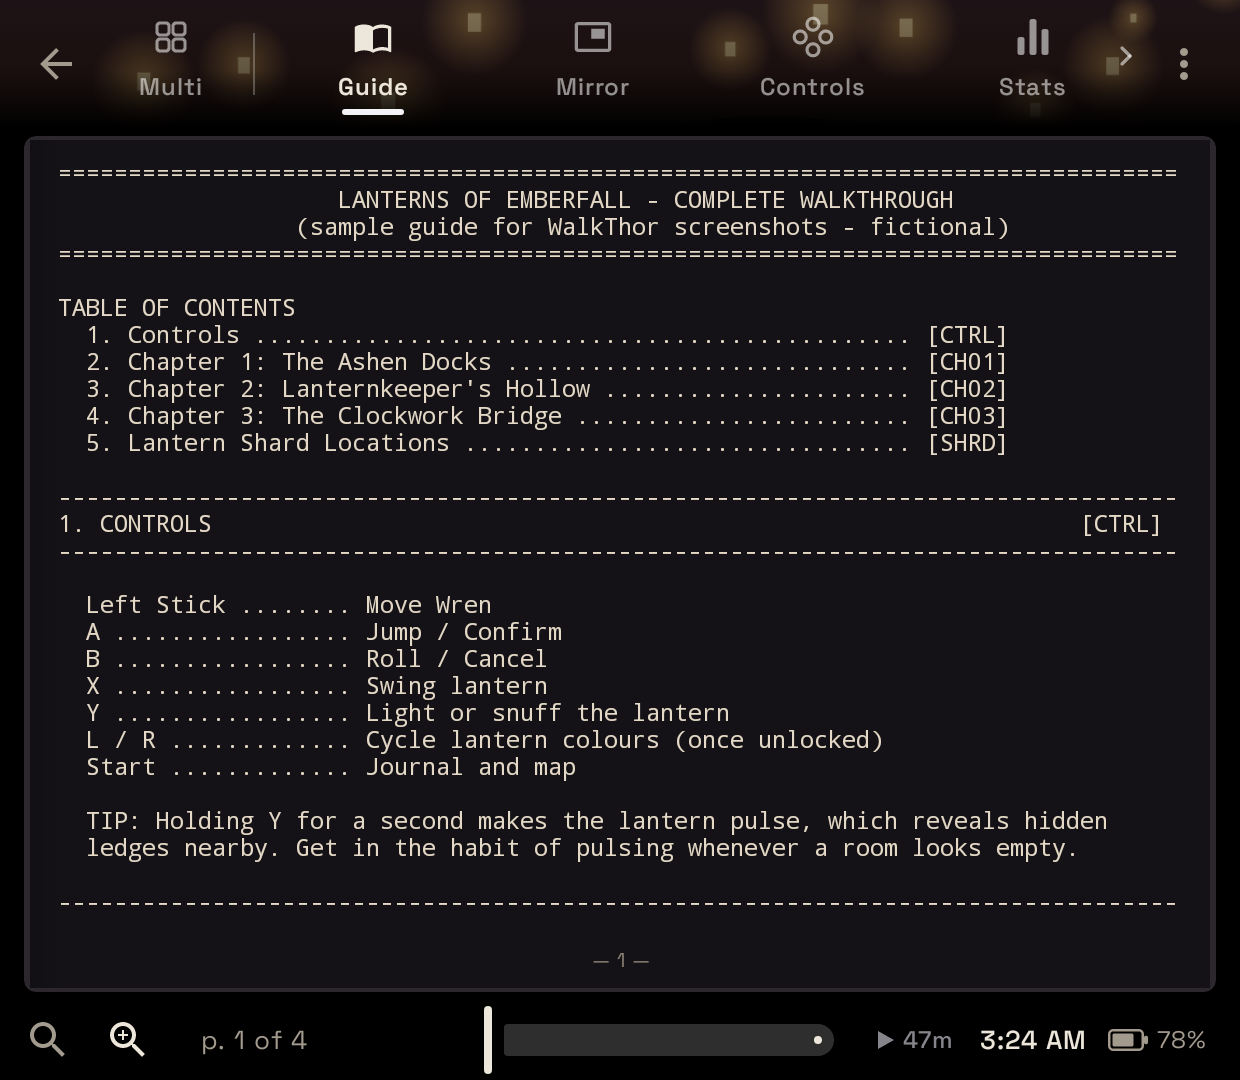 Multi
Guide
Mirror
Controls
Stats
================================================================================
LANTERNS OF EMBERFALL - COMPLETE WALKTHROUGH
(sample guide for WalkThor screenshots - fictional)
================================================================================
TABLE OF CONTENTS
1. Controls ............................................... [CTRL]
2. Chapter 1: The Ashen Docks ............................. [CH01]
3. Chapter 2: Lanternkeeper's Hollow ...................... [CH02]
4. Chapter 3: The Clockwork Bridge ........................ [CH03]
5. Lantern Shard Locations ................................ [SHRD]
--------------------------------------------------------------------------------
1. CONTROLS [CTRL]
--------------------------------------------------------------------------------
Left Stick ........ Move Wren
A ................. Jump / Confirm
B ................. Roll / Cancel
X ................. Swing lantern
Y ................. Light or snuff the lantern
L / R ............. Cycle lantern colours (once unlocked)
Start ............. Journal and map
TIP: Holding Y for a second makes the lantern pulse, which reveals hidden
ledges nearby. Get in the habit of pulsing whenever a room looks empty.
--------------------------------------------------------------------------------
— 1 —
p. 1 of 4
47m
3:24 AM
78%